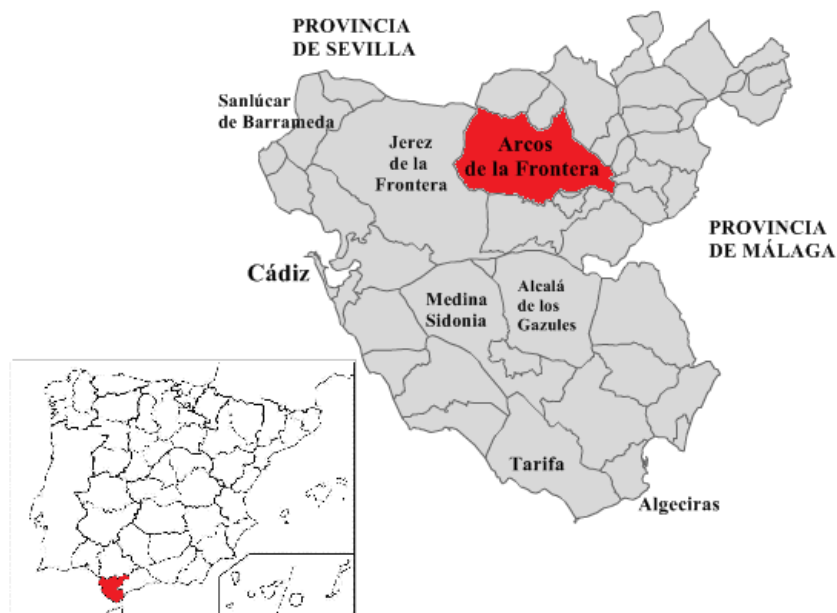 PROVINCIA
DE SEVILLA
Sanlúcar
de Barrameda
Jerez
de la
Frontera
Arcos
de la Frontera
PROVINCIA
DE MÁLAGA
Cádiz
Medina
Sidonia
Alcalá
de los
Gazules
Tarifa
Algeciras